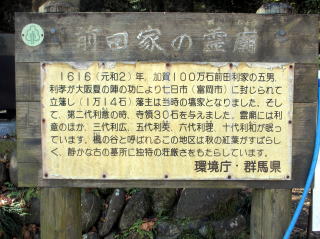 前田家の霊廟
１６１６（元和２）年、加賀１００万石前田利家の五男、
利孝が大阪夏の陣の功により七日市（富岡市）に封じられて
立藩し（１万１４石）藩主は当時の壇家となりました。そし
て、第二代利意の時、寺領３０石を与えました。霊廟には利
意のほか、三代利広、五代利英、六代利理、十代利和が眠っ
ています。楓の谷と呼ばれるこの地区は秋の紅葉がすばらし
く、静かな古の墓所に独特の荘厳さをもたらしています。
環境庁・群馬県